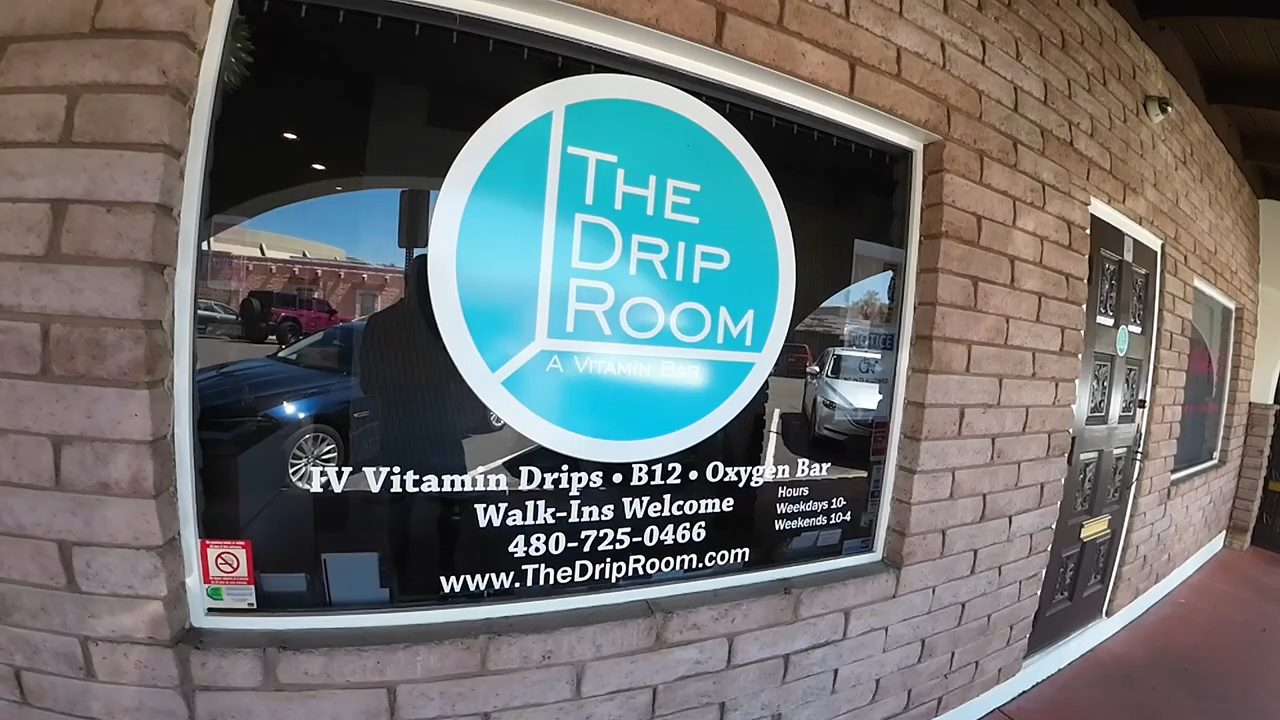 THE
DRIP
ROOM
A VITAMIN BAR
IV Vitamin Drips • B12 • Oxygen Bar
Walk-Ins Welcome
480-725-0466
www.TheDripRoom.com
Hours
Weekdays 10-
Weekends 10-4
NOTICE